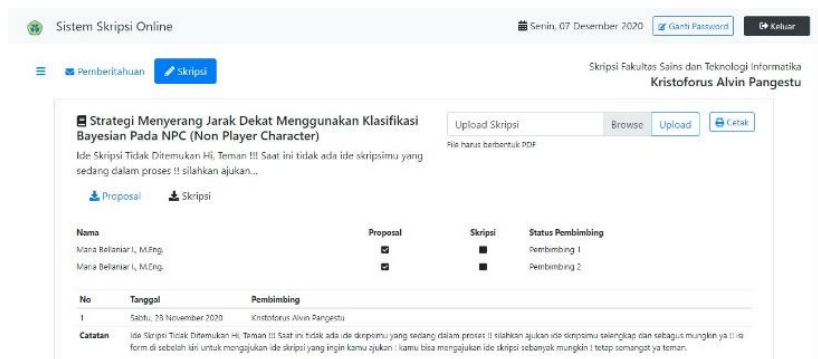 Sistem Skripsi Online
Senin, 07 Desember 2020
Ganti Password
Keluar
Pemberitahuan
Skripsi
Skripsi Fakultas Sains dan Teknologi Informatika
Kristoforus Alvin Pangestu
Strategi Menyerang Jarak Dekat Menggunakan Klasifikasi
Bayesian Pada NPC (Non Player Character)
Ide Skripsi Tidak Ditemukan Hi, Teman !!! Saat ini tidak ada ide skripsimu yang
sedang dalam proses !! silahkan ajukan...
Upload Skripsi
Browse
Upload
Cetak
File harus berbentuk PDF
Proposal
Skripsi
Nama Proposal Skripsi Status Pembimbing
Maria Bellaniar I., M.Eng. Pembimbing 1
Maria Bellaniar I., M.Eng. Pembimbing 2
No Tanggal Pembimbing
1 Sabtu, 28 November 2020 Kristoforus Alvin Pangestu
Catatan Ide Skripsi Tidak Ditemukan Hi, Teman !!! Saat ini tidak ada ide skripsimu yang sedang dalam proses !! silahkan ajukan ide skripsimu selengkap dan sebagus mungkin ya !! isi
form di sebelah kiri untuk mengajukan ide skripsi yang ingin kamu ajukan ! kamu bisa mengajukan ide skripsi sebanyak mungkin ! tetap semangat ya teman.